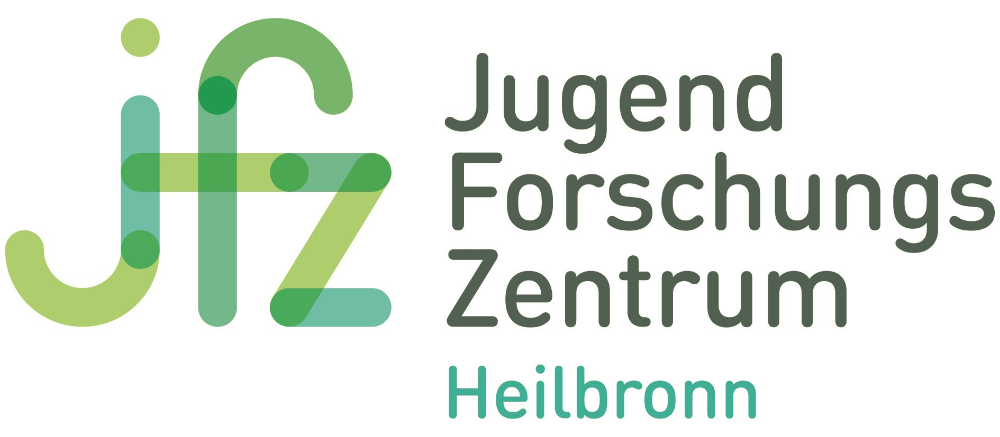 jfz
Jugend
Forschungs
Zentrum
Heilbronn